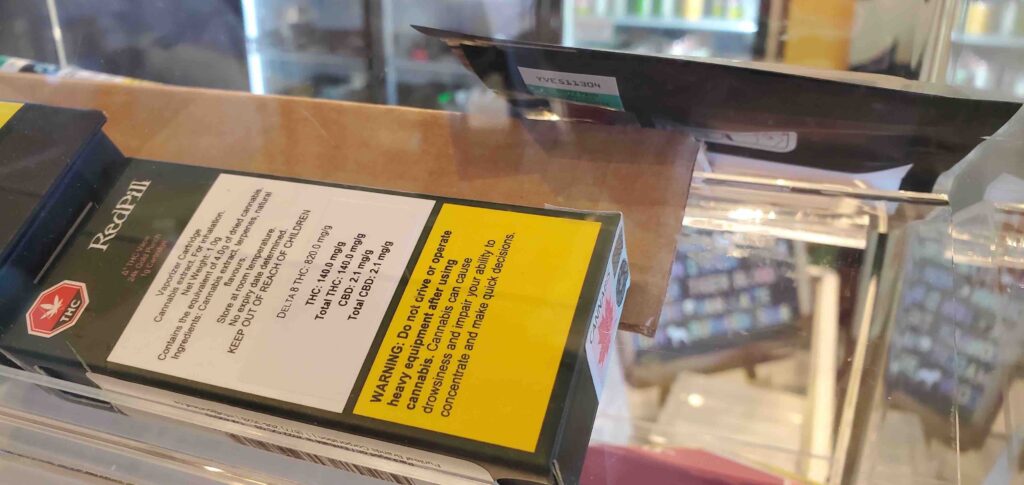 RedPill
THC
Vaporizer Cartridge
Cannabis extract. For inhalation.
Net Weight: 1.0g
Contains the equivalent of 4.0g of dried cannabis.
Ingredients: Cannabis extract, terpenes, natural
flavours.
Store at room temperature.
No expiry date determined.
KEEP OUT OF REACH OF CHILDREN
DELTA 8 THC: 820.0 mg/g
THC: 140.0 mg/g
Total THC: 140.0 mg/g
CBD: 2.1 mg/g
Total CBD: 2.1 mg/g
WARNING: Do not drive or operate
heavy equipment after using
cannabis. Cannabis can cause
drowsiness and impair your ability to
concentrate and make quick decisions.